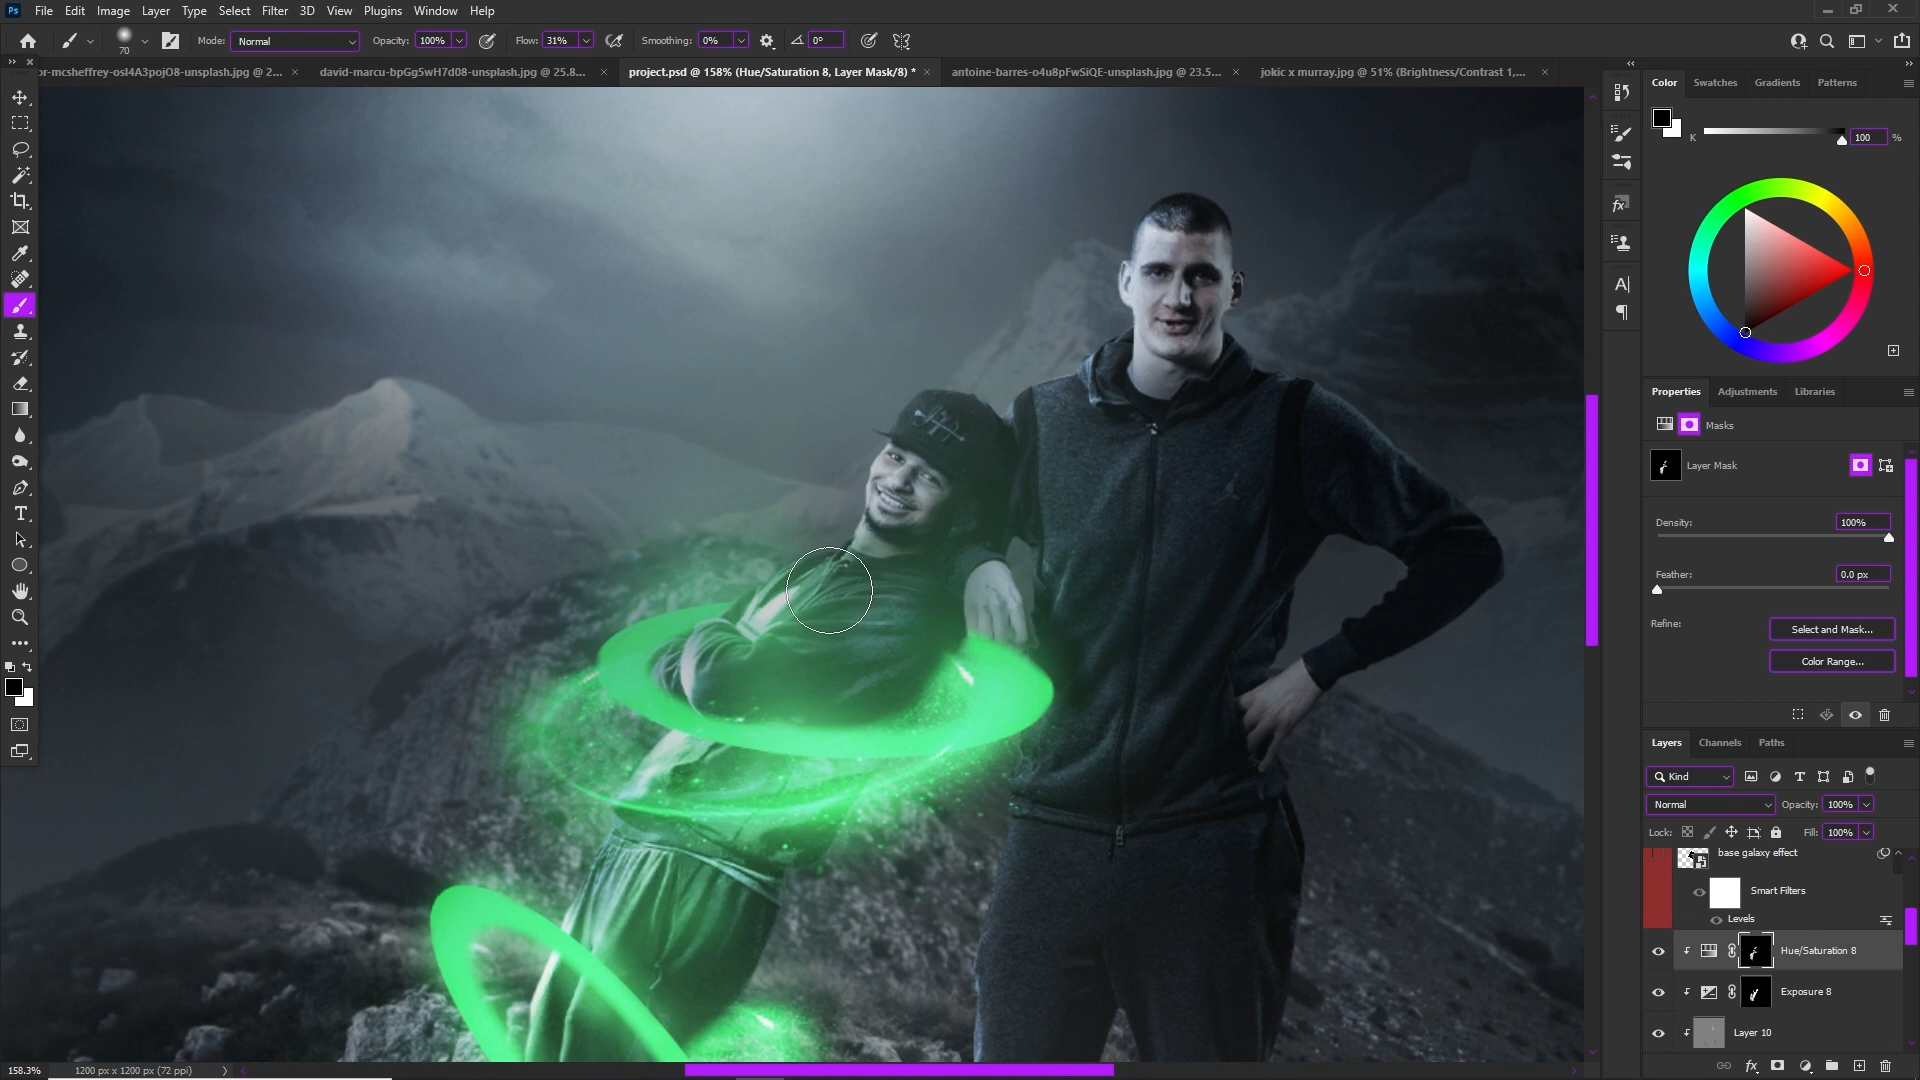 Ps File Edit Image Layer Type Select Filter 3D View Plugins Window Help
70 Mode: Normal Opacity: 100% Flow: 31% Smoothing: 0% 0°
or-mcsheffrey-osI4A3pojO8-unsplash.jpg @ 2... david-marcu-bpGg5wH7d08-unsplash.jpg @ 25.8... project.psd @ 158% (Hue/Saturation 8, Layer Mask/8) * antoine-barres-o4u8pFwSiQE-unsplash.jpg @ 23.5... jokic x murray.jpg @ 51% (Brightness/Contrast 1,...
Color Swatches Gradients Patterns
K 100 %
Properties Adjustments Libraries
Masks
Layer Mask
Density: 100%
Feather: 0.0 px
Refine: Select and Mask...
Color Range...
Layers Channels Paths
Kind
Normal Opacity: 100%
Lock: Fill: 100%
base galaxy effect
Smart Filters
Levels
Hue/Saturation 8
Exposure 8
Layer 10
158.3% 1200 px x 1200 px (72 ppi)